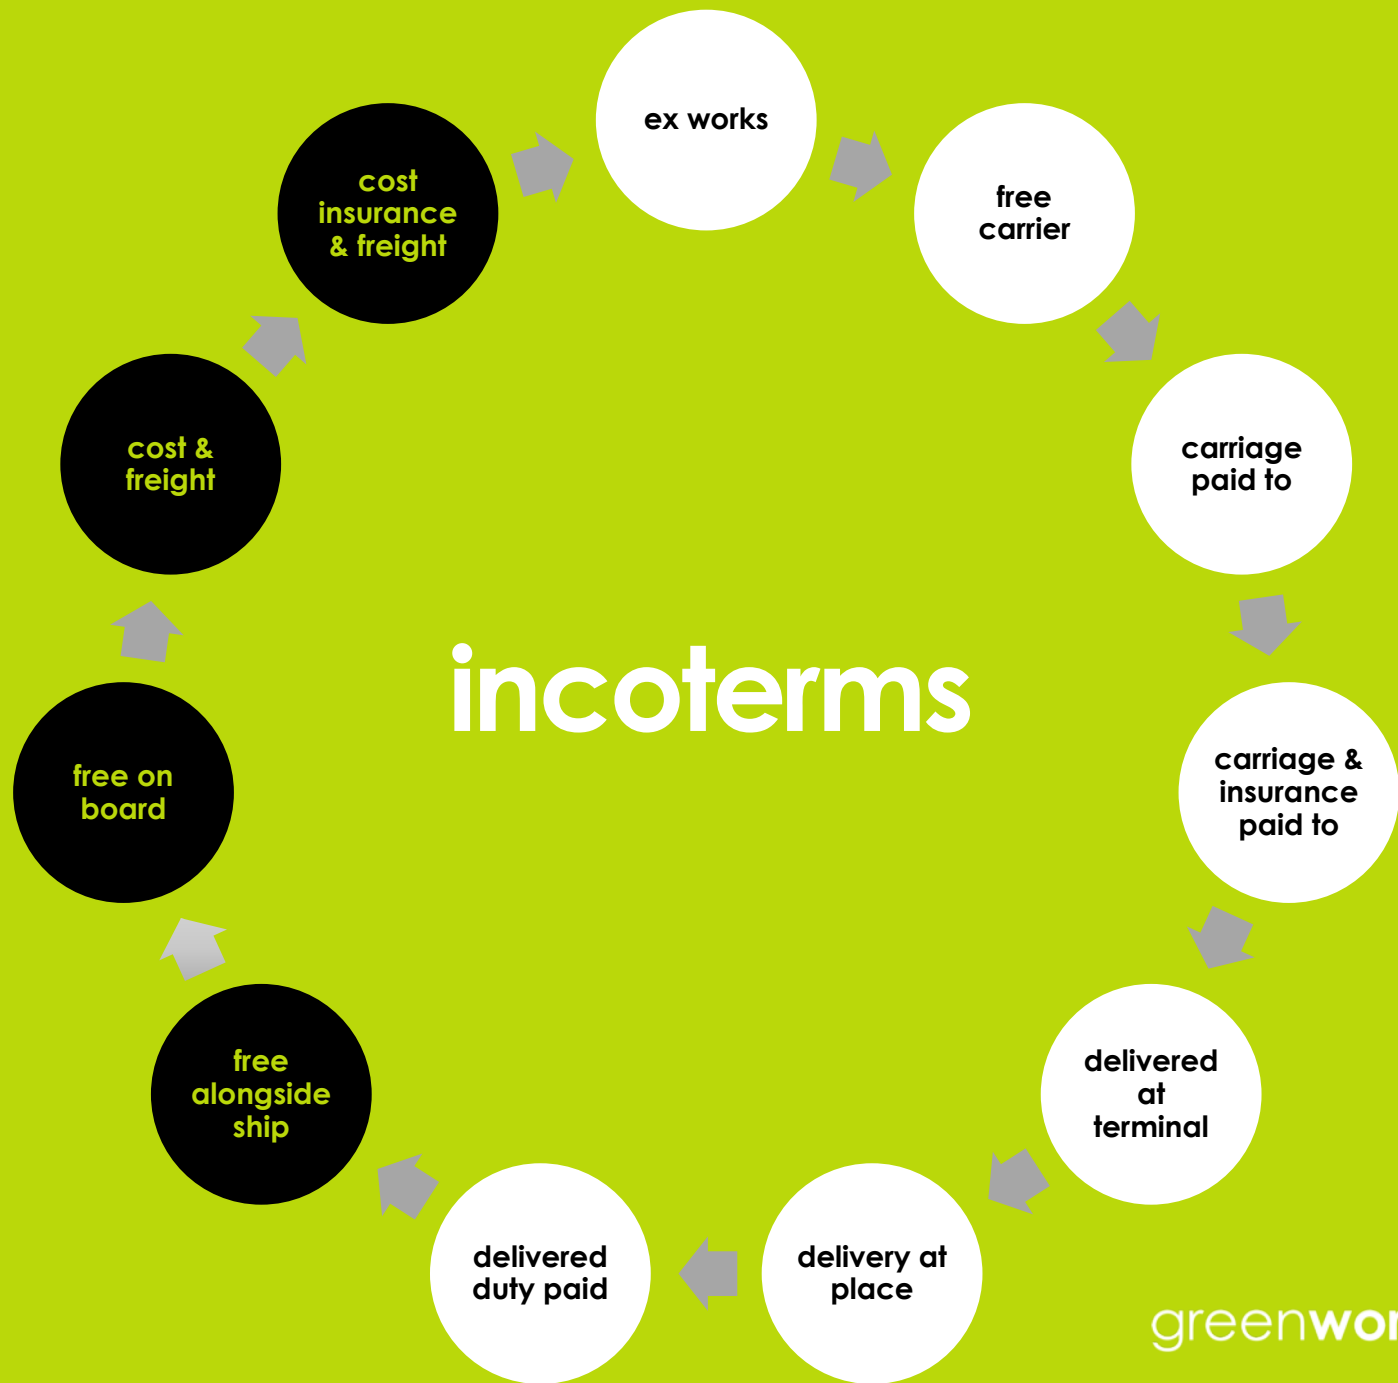 ex works
free
carrier
carriage
paid to
carriage &
insurance
paid to
delivered
at
terminal
delivery at
place
delivered
duty paid
free
alongside
ship
free on
board
cost &
freight
cost
insurance
& freight
incoterms